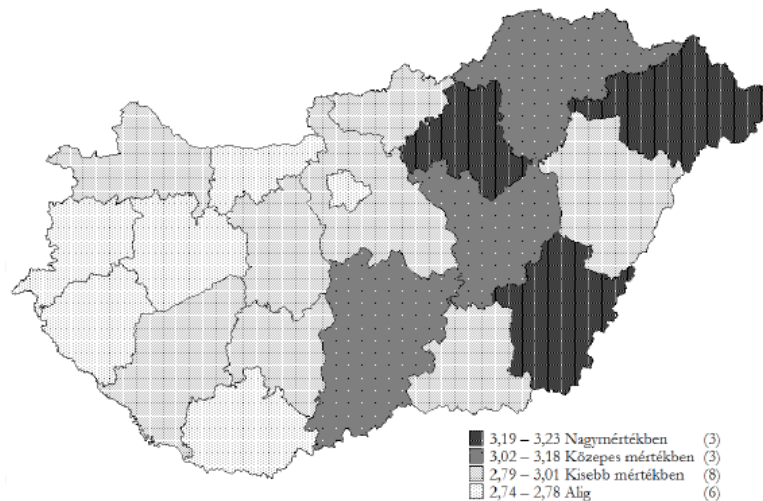 3,19 – 3,23 Nagymértékben (3)
3,02 – 3,18 Közepes mértékben (3)
2,79 – 3,01 Kisebb mértékben (8)
2,74 – 2,78 Alig (6)